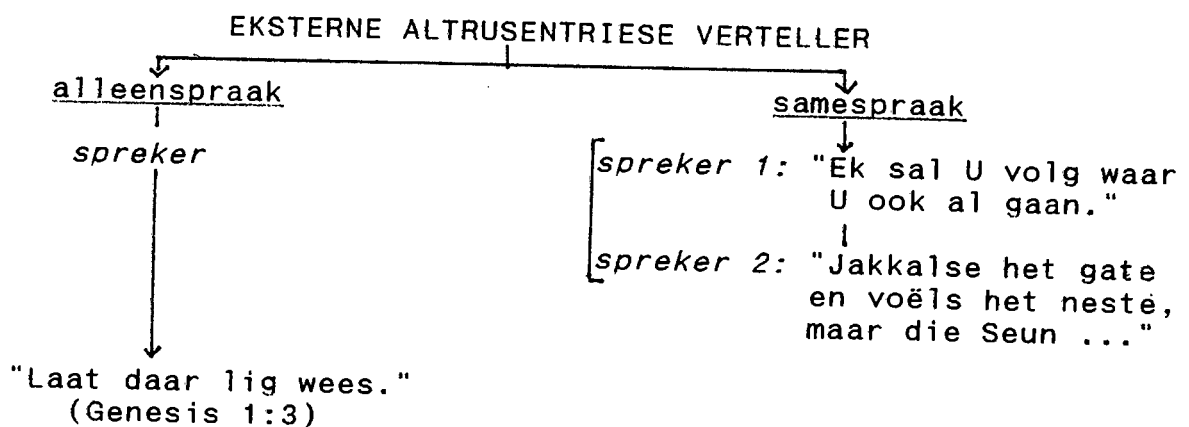 EKSTERNE ALTRUSENTRIESE VERTELLER
alleenspraak
spreker
"Laat daar lig wees."
(Genesis 1:3)
samespraak
spreker 1: "Ek sal U volg waar
U ook al gaan."
spreker 2: "Jakkalse het gate
en voëls het neste,
maar die Seun ..."